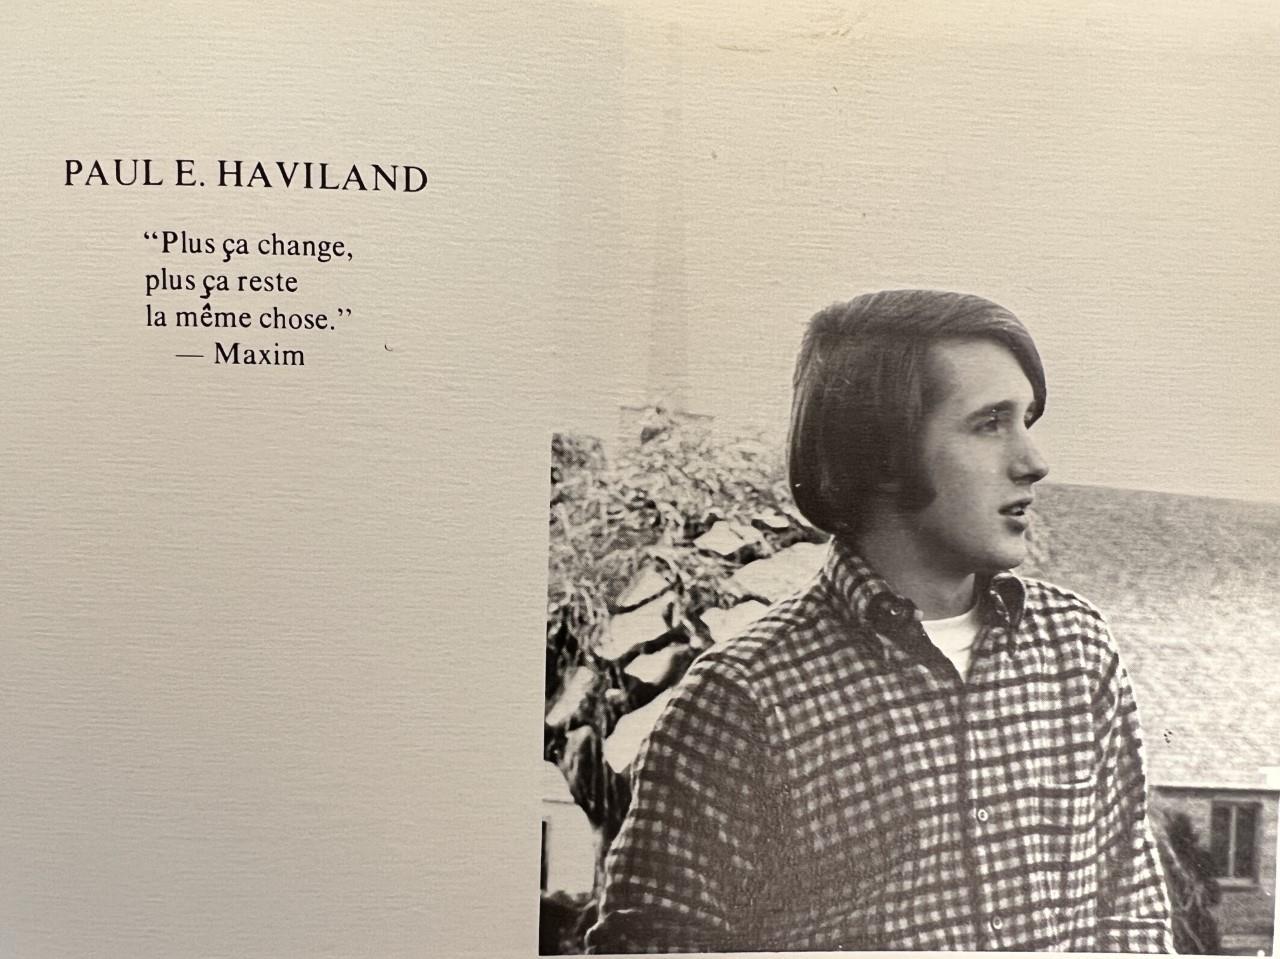 PAUL E. HAVILAND
“Plus ça change,
plus ça reste
la même chose.”
— Maxim